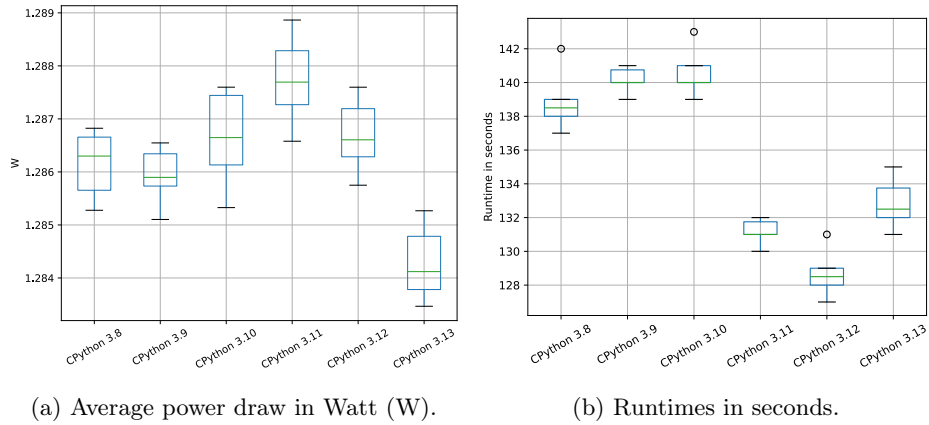 1.289
1.288
1.287
1.286
1.285
1.284
W
CPython 3.8
CPython 3.9
CPython 3.10
CPython 3.11
CPython 3.12
CPython 3.13
(a) Average power draw in Watt (W).
142
140
138
136
134
132
130
128
Runtime in seconds
CPython 3.8
CPython 3.9
CPython 3.10
CPython 3.11
CPython 3.12
CPython 3.13
(b) Runtimes in seconds.